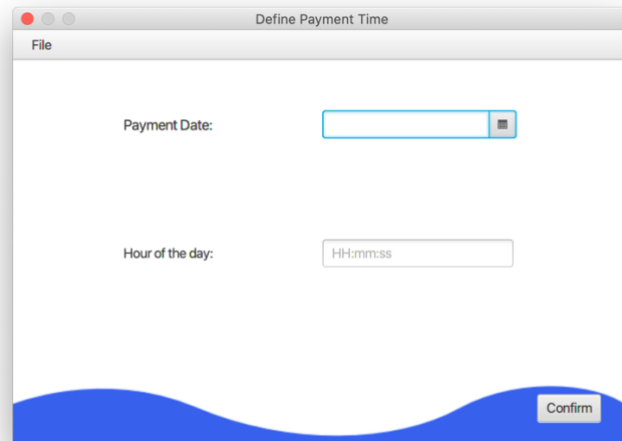 Define Payment Time
File
Payment Date:
Hour of the day:
HH:mm:ss
Confirm